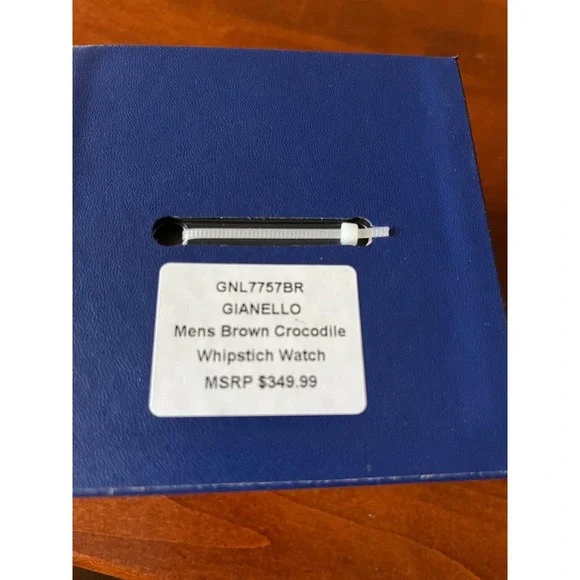 GNL7757BR
GIANELLO
Mens Brown Crocodile
Whipstich Watch
MSRP $349.99